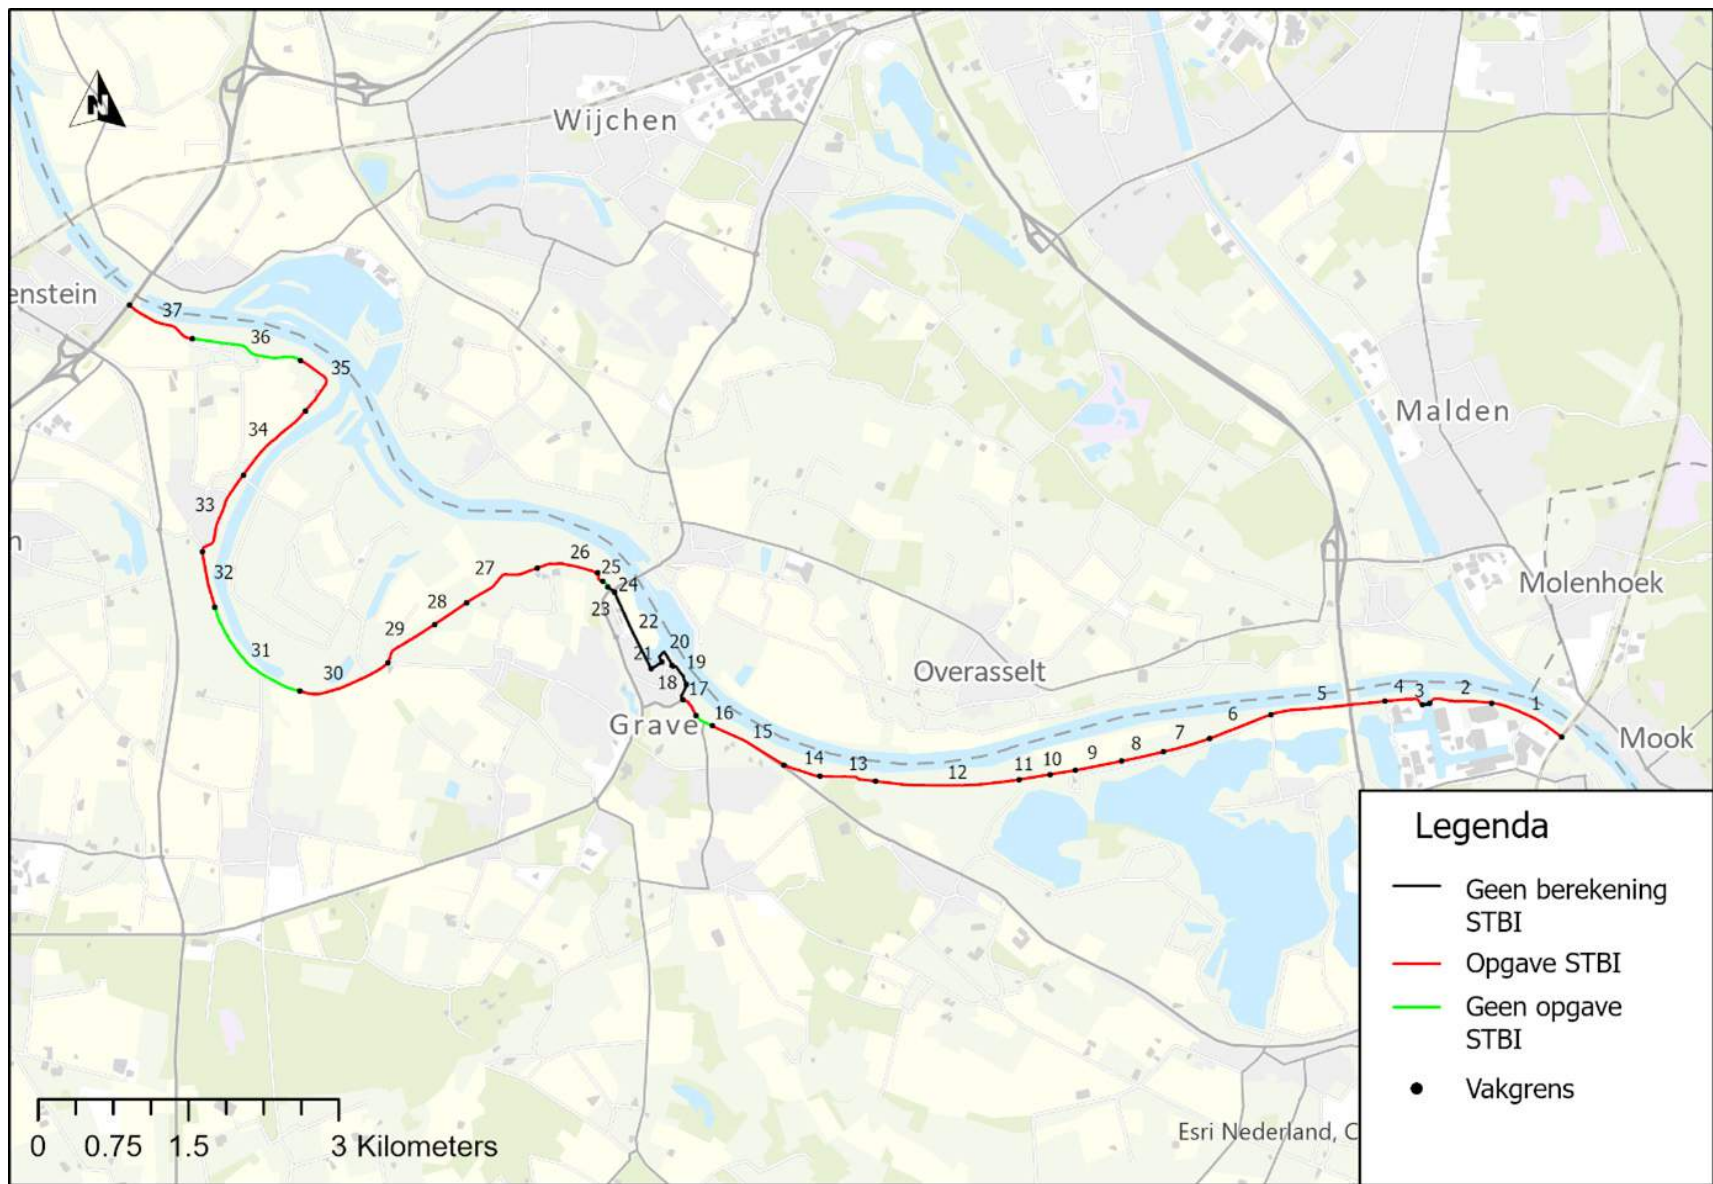 N
Wijchen
enstein
37
36
35
Malden
34
33
n
26
27
25
32
24
Molenhoek
28
23
22
29
20
31
21
19
Overasselt
30
18
17
5
4
3
2
1
16
6
Grave
15
7
Mook
8
9
14
13
12
11
10
Legenda
Geen berekening
STBI
Opgave STBI
Geen opgave
STBI
Vakgrens
Esri Nederland, C
0 0.75 1.5 3 Kilometers